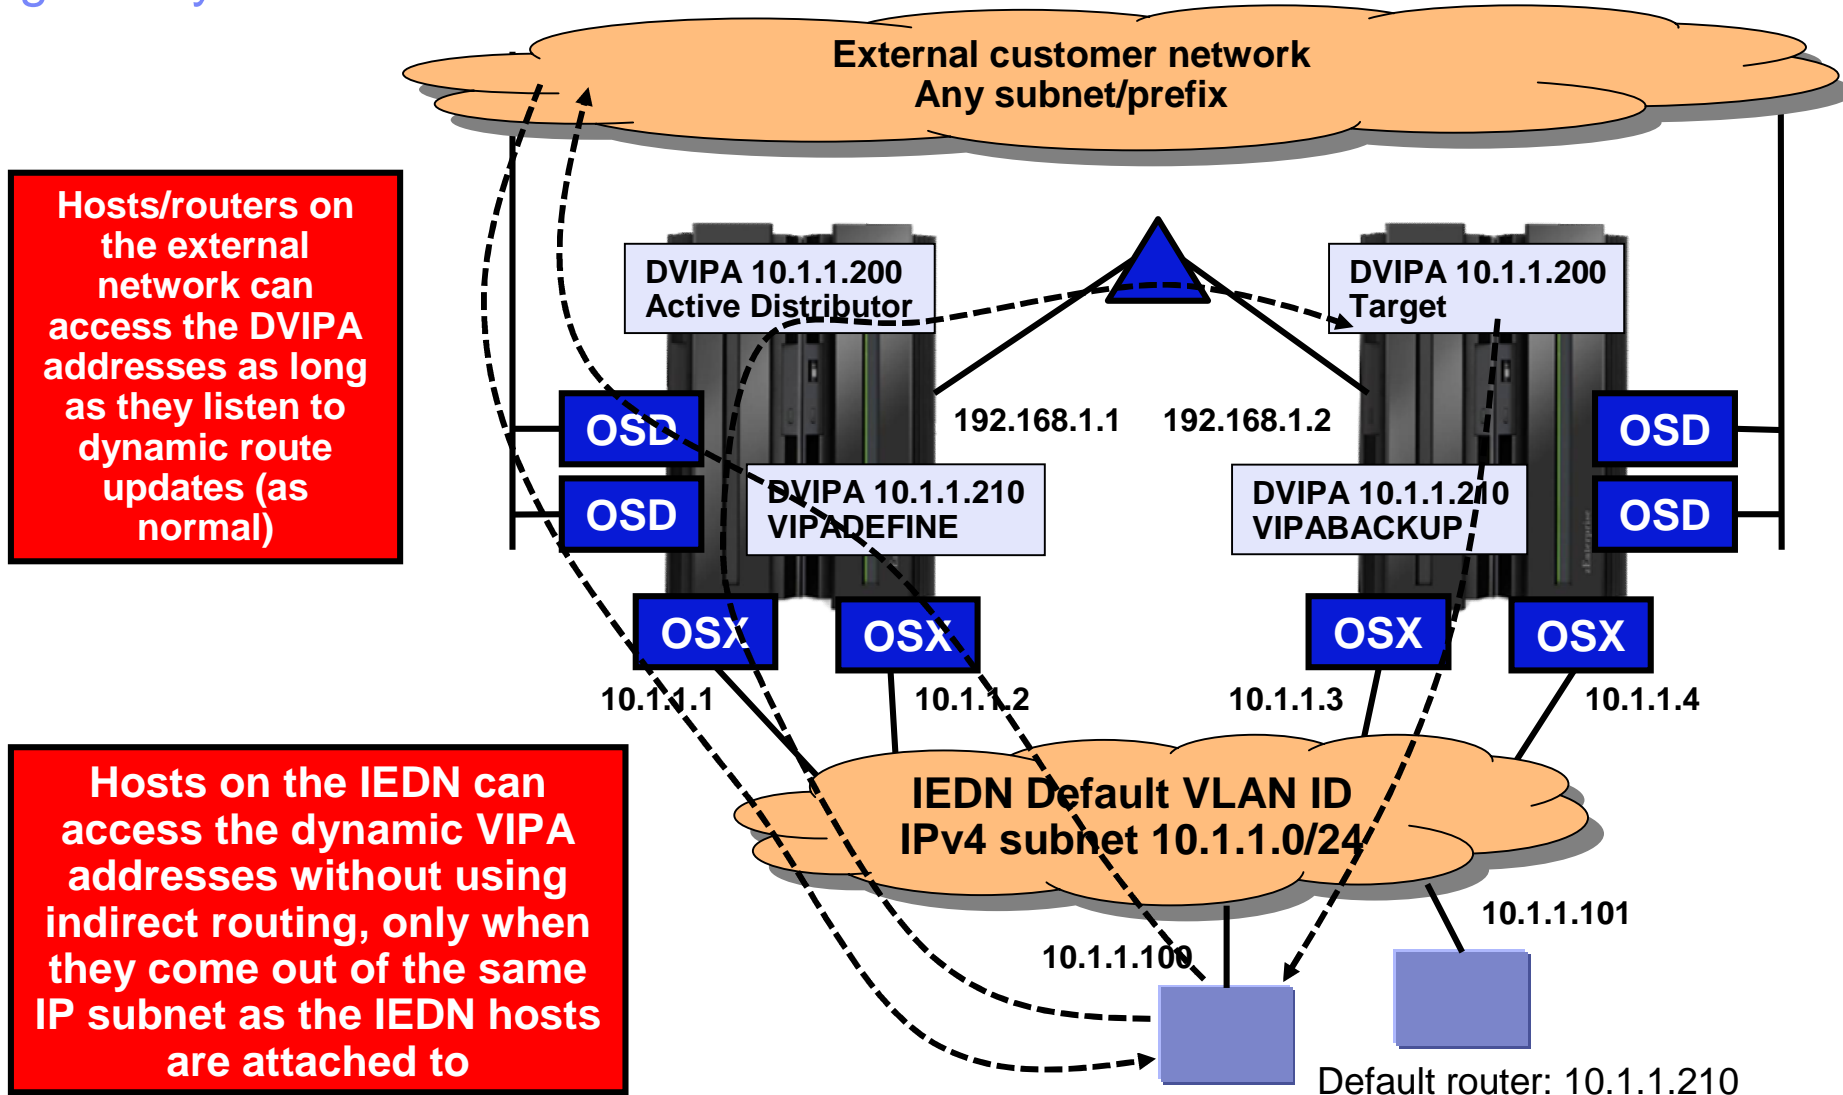 External customer network
Any subnet/prefix
Hosts/routers on
the external
network can
access the DVIPA
addresses as long
as they listen to
dynamic route
updates (as
normal)
DVIPA 10.1.1.200
Active Distributor
DVIPA 10.1.1.200
Target
192.168.1.1
192.168.1.2
OSD
OSD
OSD
OSD
DVIPA 10.1.1.210
VIPADEFINE
DVIPA 10.1.1.210
VIPABACKUP
zEnterprise
OSX
OSX
OSX
OSX
10.1.1.1
10.1.1.2
10.1.1.3
10.1.1.4
Hosts on the IEDN can
access the dynamic VIPA
addresses without using
indirect routing, only when
they come out of the same
IP subnet as the IEDN hosts
are attached to
IEDN Default VLAN ID
IPv4 subnet 10.1.1.0/24
10.1.1.100
10.1.1.101
Default router: 10.1.1.210